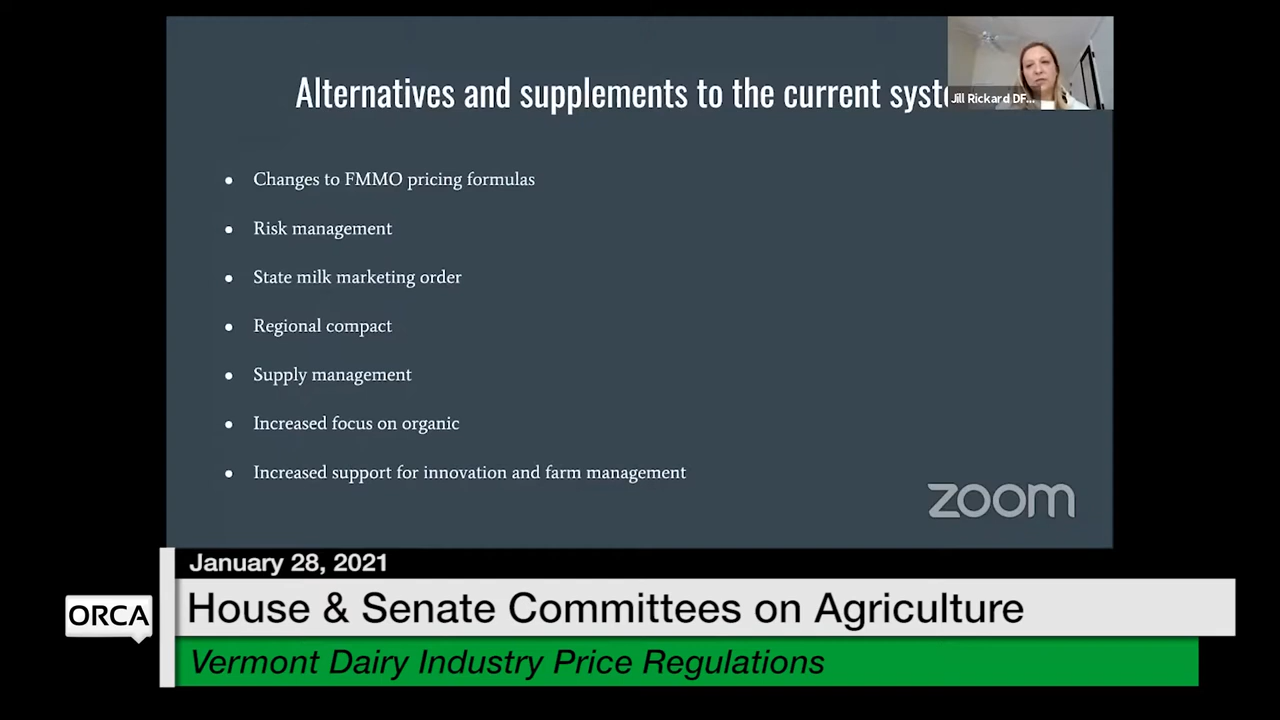 Alternatives and supplements to the current syste
Jill Rickard DF...
• Changes to FMMO pricing formulas
• Risk management
• State milk marketing order
• Regional compact
• Supply management
• Increased focus on organic
• Increased support for innovation and farm management
zoom
January 28, 2021
ORCA
House & Senate Committees on Agriculture
Vermont Dairy Industry Price Regulations